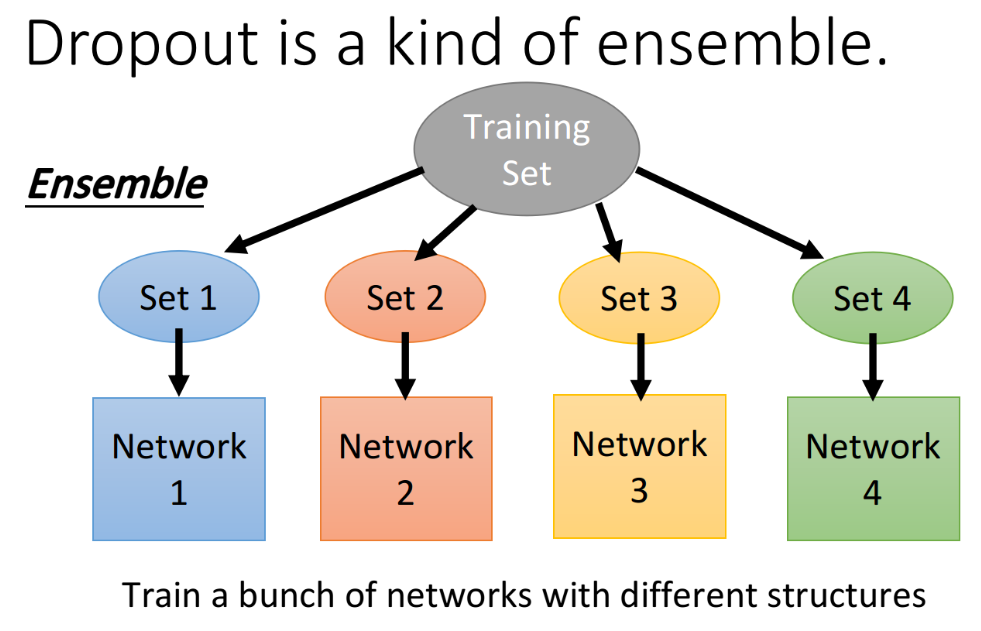 Dropout is a kind of ensemble.
Training
Set
Ensemble
Set 1
Set 2
Set 3
Set 4
Network
1
Network
2
Network
3
Network
4
Train a bunch of networks with different structures